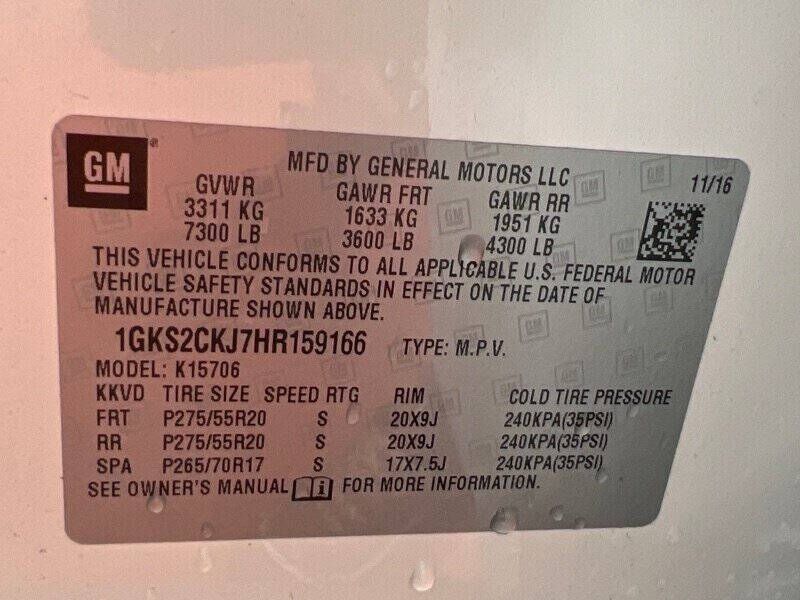 GM
MFD BY GENERAL MOTORS LLC
11/16
GVWR GAWR FRT GAWR RR
3311 KG 1633 KG 1951 KG
7300 LB 3600 LB 4300 LB
THIS VEHICLE CONFORMS TO ALL APPLICABLE U.S. FEDERAL MOTOR
VEHICLE SAFETY STANDARDS IN EFFECT ON THE DATE OF
MANUFACTURE SHOWN ABOVE.
1GKS2CKJ7HR159166 TYPE: M.P.V.
MODEL: K15706
KKVD TIRE SIZE SPEED RTG RIM COLD TIRE PRESSURE
FRT P275/55R20 S 20X9J 240KPA(35PSI)
RR P275/55R20 S 20X9J 240KPA(35PSI)
SPA P265/70R17 S 17X7.5J 240KPA(35PSI)
SEE OWNER'S MANUAL i FOR MORE INFORMATION.